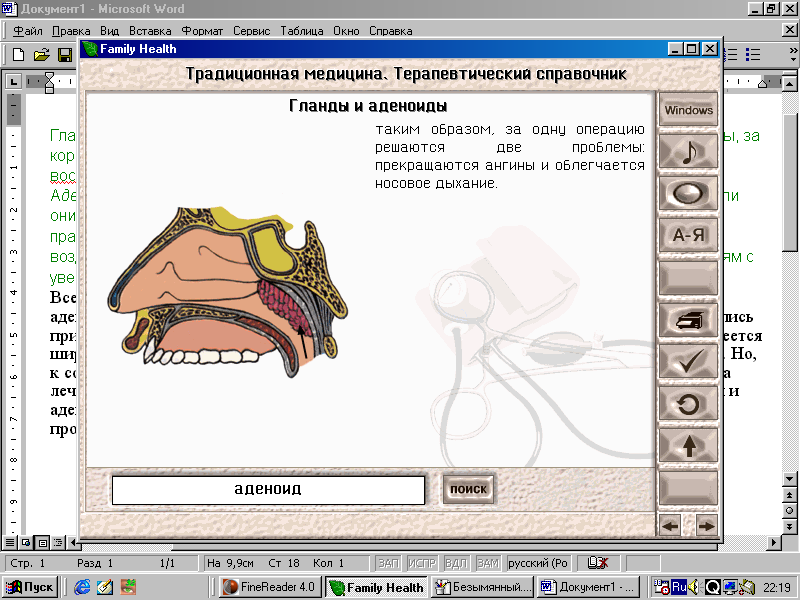 Документ1 - Microsoft Word
Файл Правка Вид Вставка Формат Сервис Таблица Окно Справка
Family Health
Традиционная медицина. Терапевтический справочник
Гланды и аденоиды
таким образом, за одну операцию
решаются две проблемы:
прекращаются ангины и облегчается
носовое дыхание.
Windows
А-Я
аденоид
поиск
Гла
ы, за
кор
вос
Аде
ли
они
пра
возд
ям с
уве
Все
аде
лись
при
меется
шир
. Но,
к со
а
леч
и
аде
про
Стр. 1 Разд 1 1/1 На 9,9см Ст 18 Кол 1 ЗАП ИСПР ВДЛ ЗАМ русский (Ро
Пуск FineReader 4.0 Family Health Безымянный.... Документ1 - ... Ru 22:19